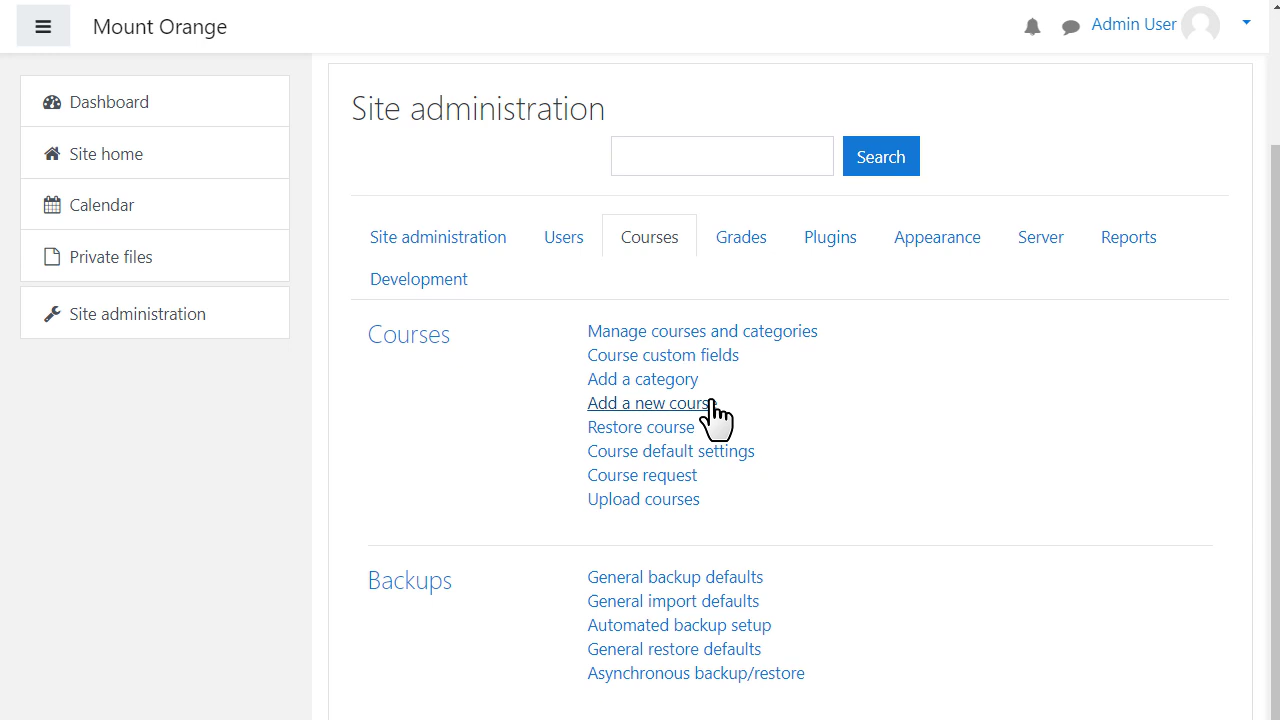 Mount Orange
Admin User
Dashboard
Site home
Calendar
Private files
Site administration
Site administration
Search
Site administration Users Courses Grades Plugins Appearance Server Reports
Development
Courses
Manage courses and categories
Course custom fields
Add a category
Add a new course
Restore course
Course default settings
Course request
Upload courses
Backups
General backup defaults
General import defaults
Automated backup setup
General restore defaults
Asynchronous backup/restore